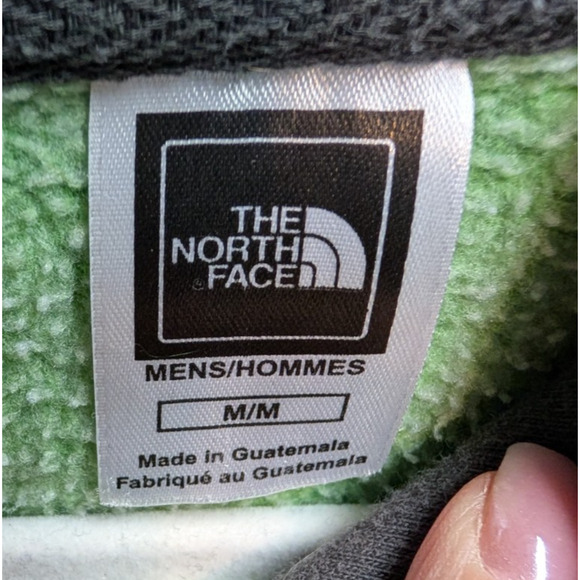 THE
NORTH
FACE
MENS/HOMMES
M/M
Made in Guatemala
Fabriqué au Guatemala